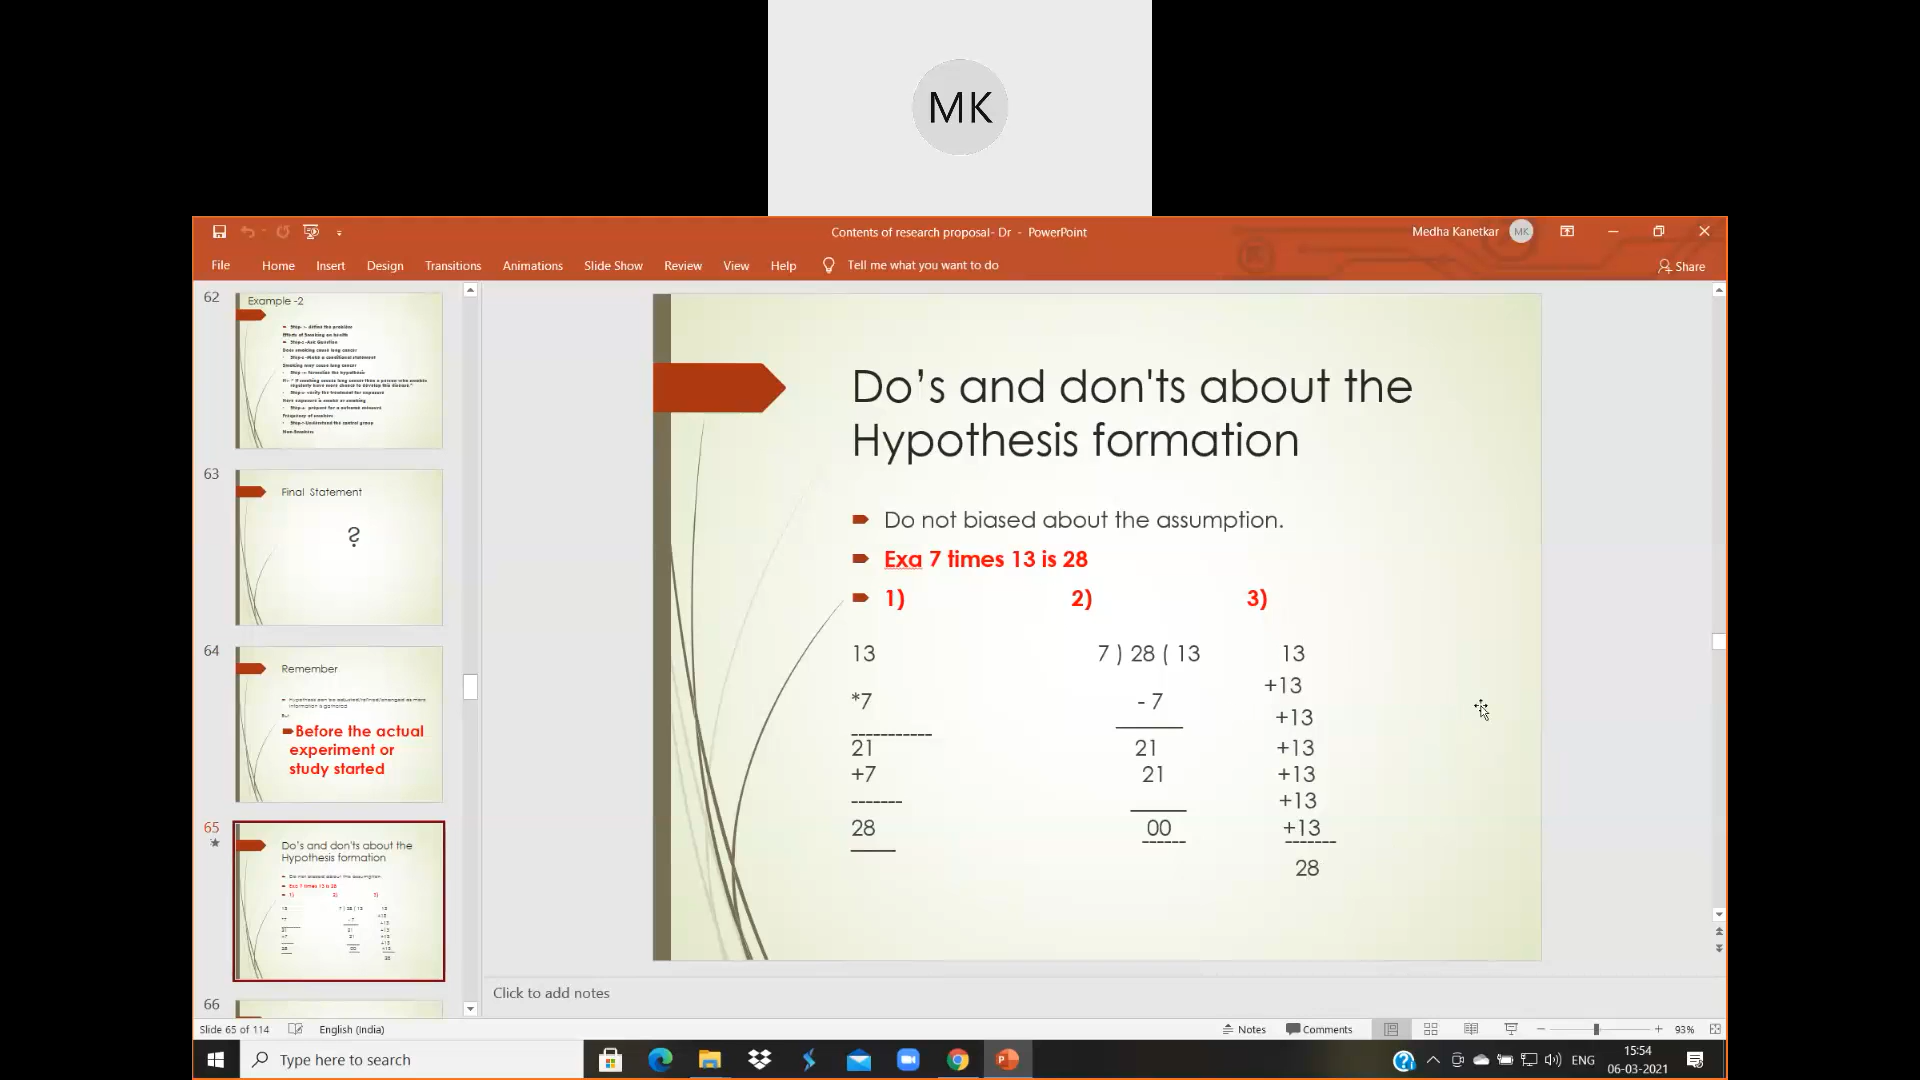 MK
Contents of research proposal- Dr - PowerPoint
Medha Kanetkar MK
File Home Insert Design Transitions Animations Slide Show Review View Help Tell me what you want to do Share
62
Example -2
63
Final Statement
?
64
Remember
Before the actual
experiment or
study started
65
Do's and don'ts about the
Hypothesis formation
66
Do’s and don'ts about the
Hypothesis formation
Do not biased about the assumption.
Exa 7 times 13 is 28
1) 2) 3)
13 7 ) 28 ( 13 13
+13
*7 - 7 +13
-----------
21 21 +13
+7 21 +13
------- +13
28 00 +13
------ -------
28
Click to add notes
Slide 65 of 114 English (India) Notes Comments 93%
Type here to search ENG 15:54
06-03-2021